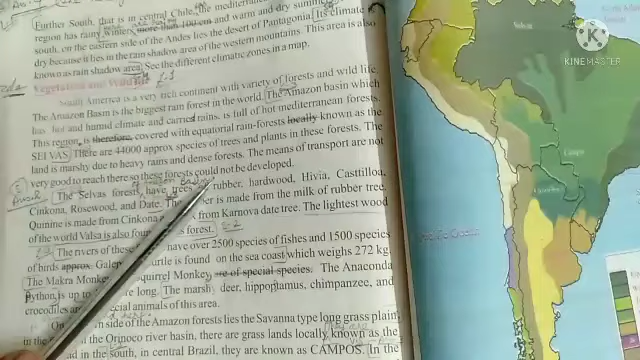 Further South, that is in central Chile, the mediterranean
region has rainy winters more than 100 cm and warm and dry summer
south, on the eastern side of the Andes lies the desert of Pantagonia. Its climate
dry because it lies in the rain shadow area of the western mountains. This area is also
known as rain shadow area. See the different climatic zones in a map.
Vegetation and Wildlife
South America is a very rich continent with variety of forests and wild life.
The Amazon Basin is the biggest rain forest in the world. The Amazon basin which
has hot and humid climate and carried rains. is full of hot mediterranean forests.
This region, is therefore, covered with equatorial rain-forests locally known as the
SELVAS There are 44000 approx species of trees and plants in these forests. The
land is marshy due to heavy rains and dense forests. The means of transport are not
very good to reach there so these forests could not be developed.
The Selvas forests have trees rubber, hardwood, Hivia, Castilloa,
Cinkona, Rosewood, and Date. The is made from the milk of rubber tree.
Quinine is made from Cinkona from Karnova date tree. The lightest wood
of the world Valsa is also found forest.
The rivers of these have over 2500 species of fishes and 1500 species
of birds approx. turtle is found on the sea coast which weighs 272 kg.
The Makra Monkey Squirrel Monkey are of special species. The Anaconda
python, is up to long. The marshy deer, hippoptamus, chimpanzee, and
crocodiles special animals of this area.
On side of the Amazon forests lies the Savanna type long grass plain
the Ornoco river basin, there are grass lands locally known as the
in the south, in central Brazil, they are known as CAMPOS. In the
Selvas
Pacific Ocean